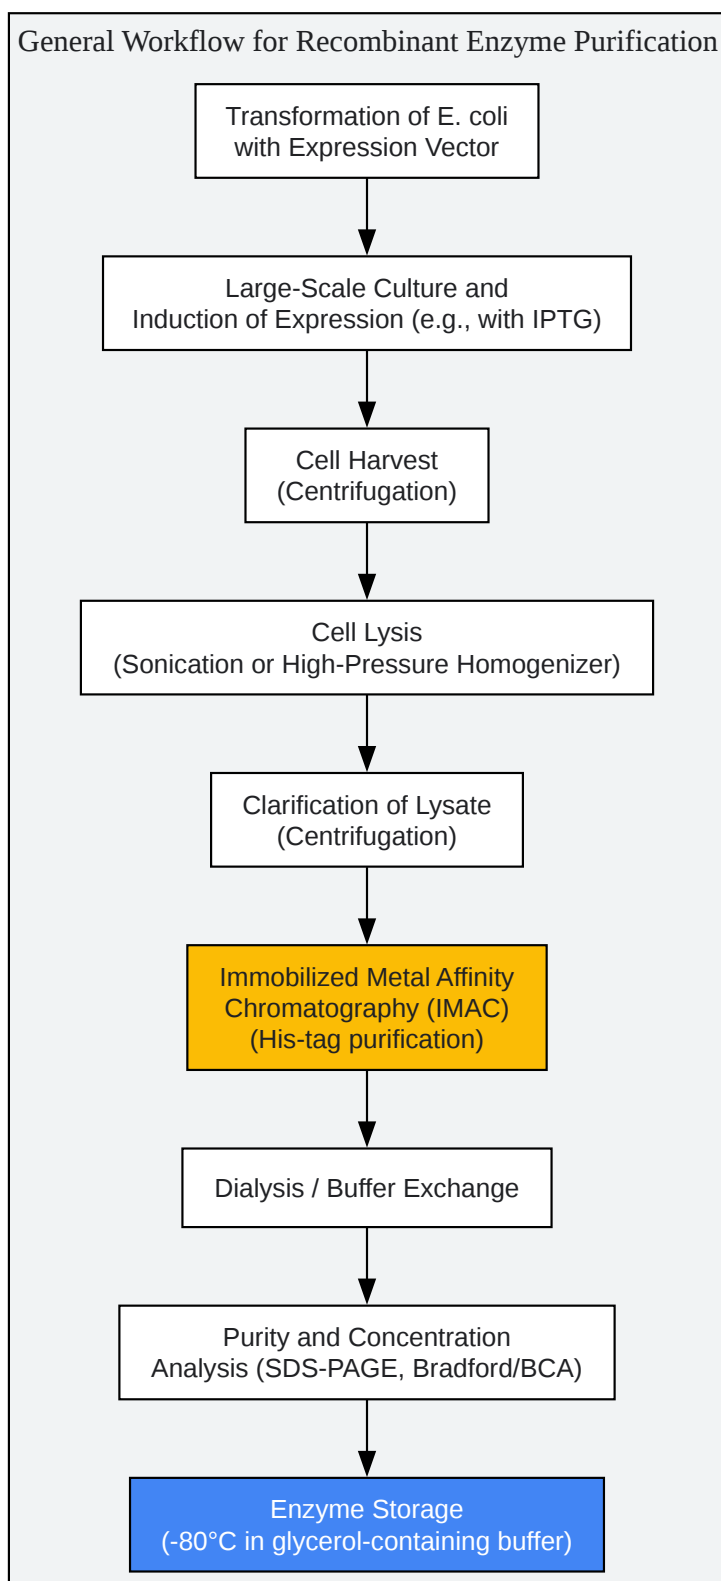 General Workflow for Recombinant Enzyme Purification
Transformation of E. coli
with Expression Vector
Large-Scale Culture and
Induction of Expression (e.g., with IPTG)
Cell Harvest
(Centrifugation)
Cell Lysis
(Sonication or High-Pressure Homogenizer)
Clarification of Lysate
(Centrifugation)
Immobilized Metal Affinity
Chromatography (IMAC)
(His-tag purification)
Dialysis / Buffer Exchange
Purity and Concentration
Analysis (SDS-PAGE, Bradford/BCA)
Enzyme Storage
(-80°C in glycerol-containing buffer)